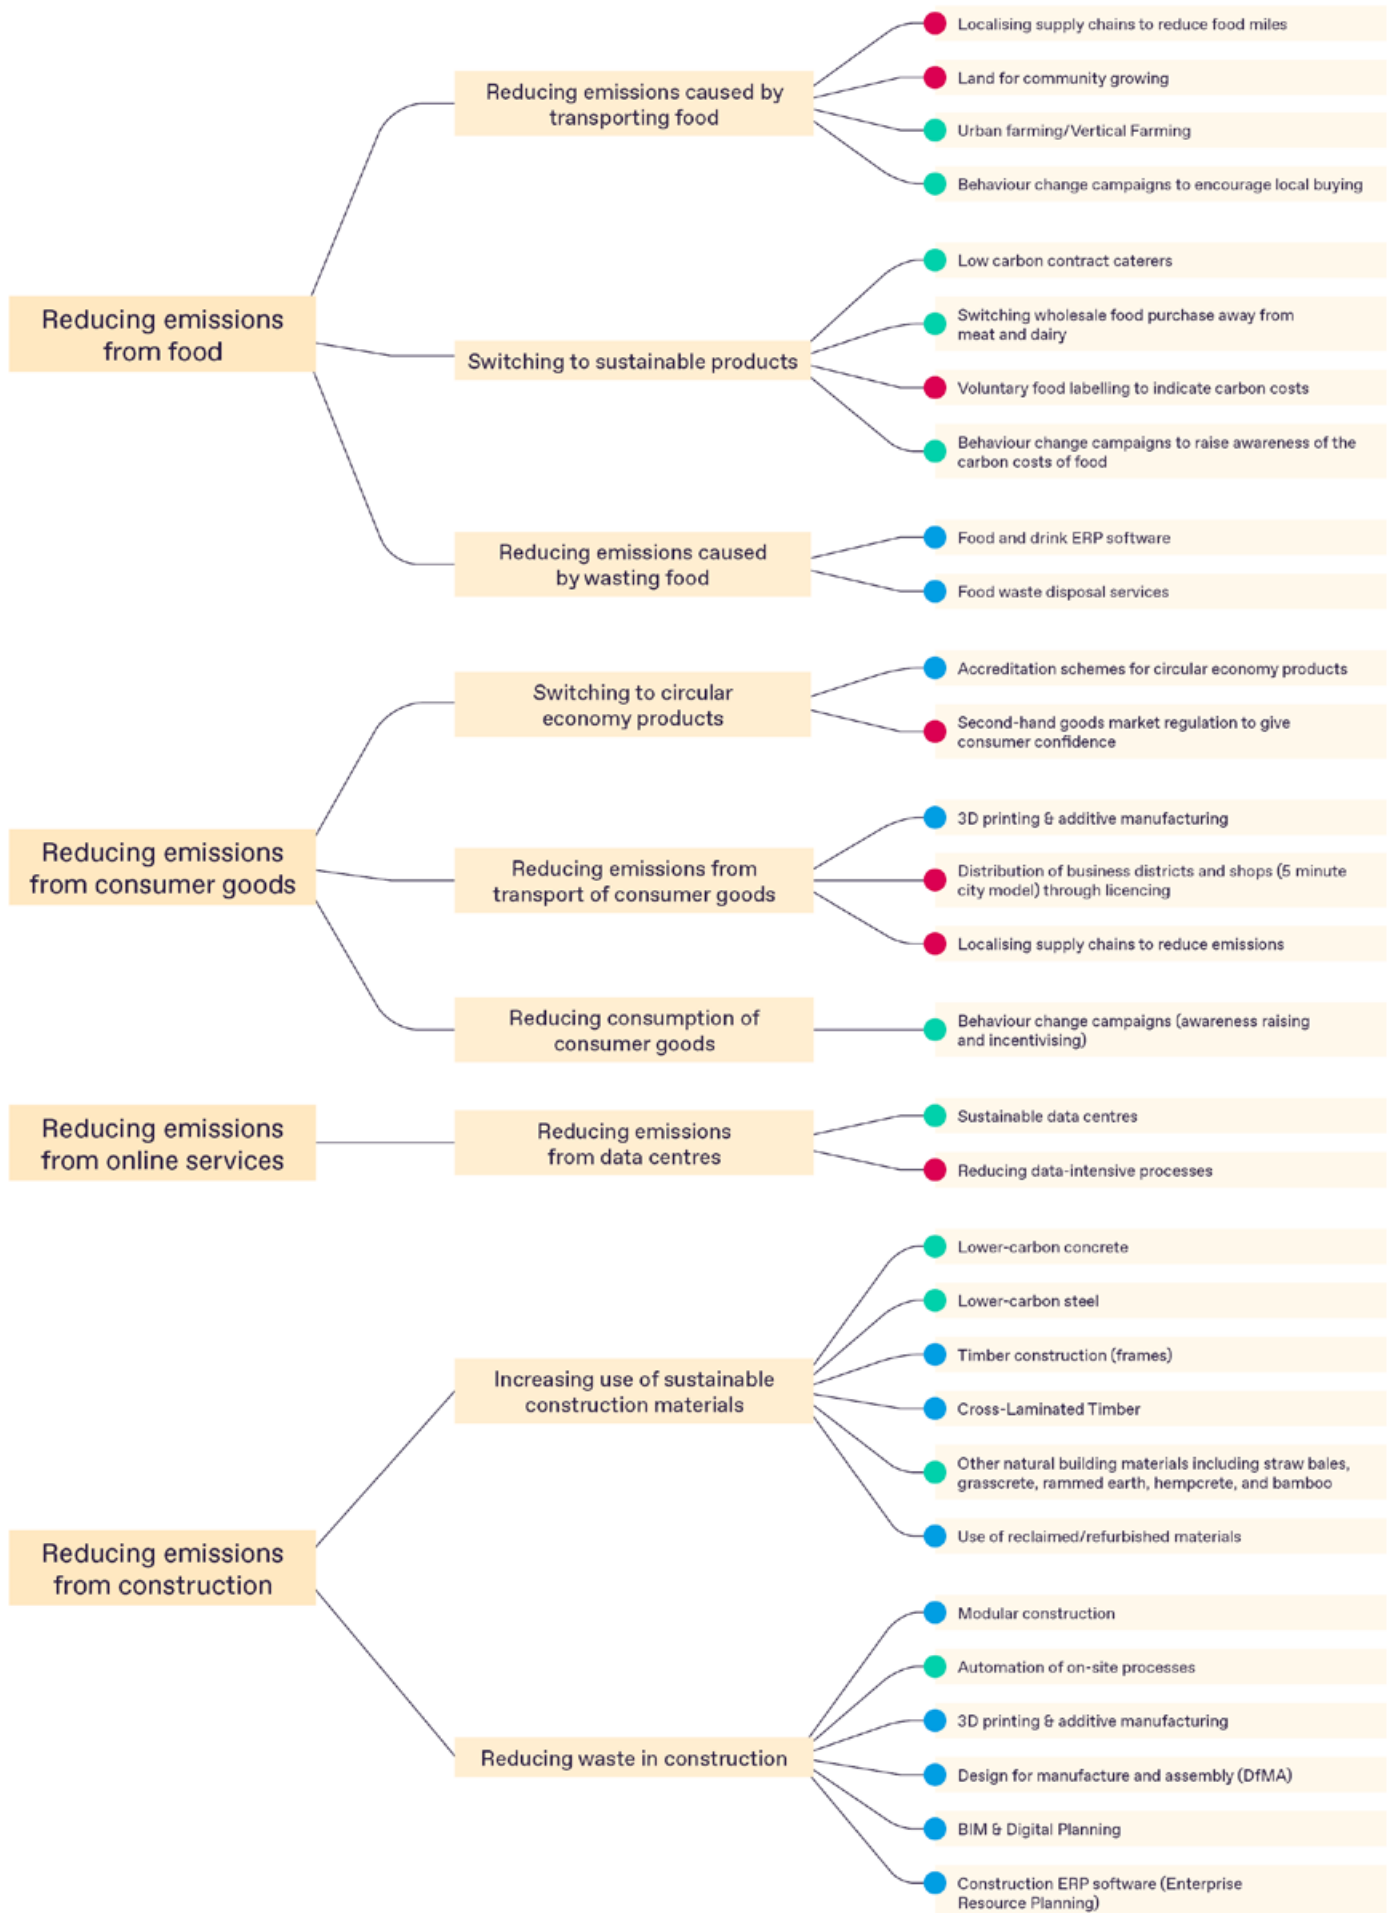 Reducing emissions
from food
Reducing emissions caused by
transporting food
Localising supply chains to reduce food miles
Land for community growing
Urban farming/Vertical Farming
Behaviour change campaigns to encourage local buying
Switching to sustainable products
Low carbon contract caterers
Switching wholesale food purchase away from
meat and dairy
Voluntary food labelling to indicate carbon costs
Behaviour change campaigns to raise awareness of the
carbon costs of food
Reducing emissions caused
by wasting food
Food and drink ERP software
Food waste disposal services
Reducing emissions
from consumer goods
Switching to circular
economy products
Accreditation schemes for circular economy products
Second-hand goods market regulation to give
consumer confidence
Reducing emissions from
transport of consumer goods
3D printing & additive manufacturing
Distribution of business districts and shops (5 minute
city model) through licencing
Localising supply chains to reduce emissions
Reducing consumption of
consumer goods
Behaviour change campaigns (awareness raising
and incentivising)
Reducing emissions
from online services
Reducing emissions
from data centres
Sustainable data centres
Reducing data-intensive processes
Reducing emissions
from construction
Increasing use of sustainable
construction materials
Lower-carbon concrete
Lower-carbon steel
Timber construction (frames)
Cross-Laminated Timber
Other natural building materials including straw bales,
grasscrete, rammed earth, hempcrete, and bamboo
Use of reclaimed/refurbished materials
Reducing waste in construction
Modular construction
Automation of on-site processes
3D printing & additive manufacturing
Design for manufacture and assembly (DfMA)
BIM & Digital Planning
Construction ERP software (Enterprise
Resource Planning)